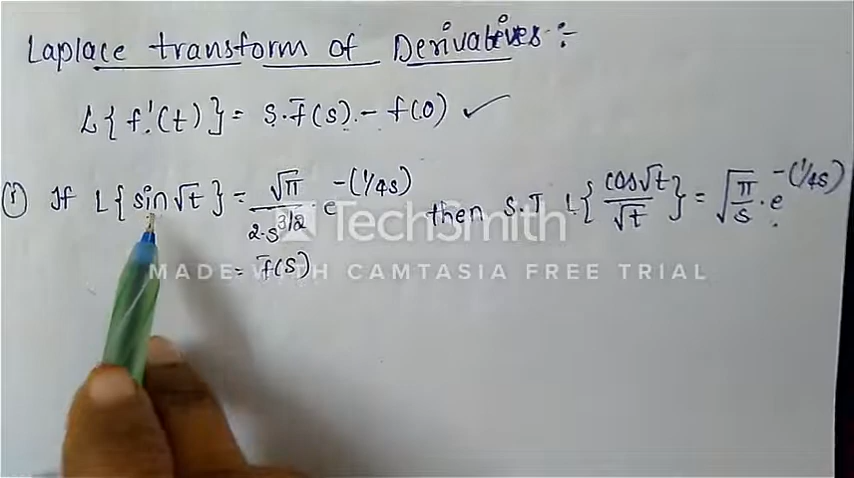 Laplace transform of Derivatives :-
L{f'(t)} = s.f̅(s) - f(0) ✓
(1) If L{sin√t} = √π/(2.s^(3/2)) . e^-(1/4s) then S.T L{cos√t/√t} = √(π/s) . e^-(1/4s)
= f̅(s)
TechSmith
MADE WITH CAMTASIA FREE TRIAL